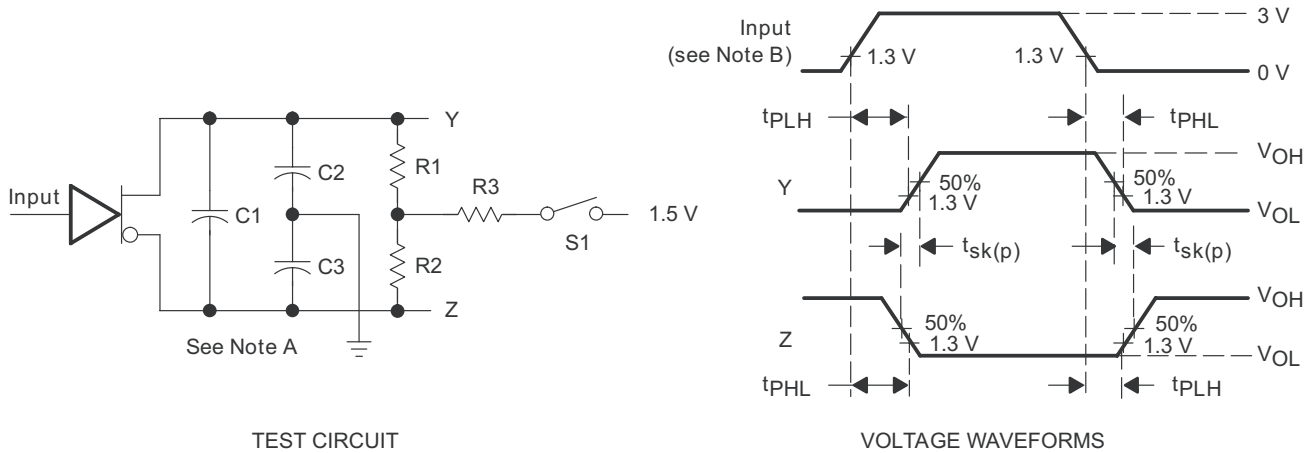 Input
(see Note B)
3 V
1.3 V
1.3 V
0 V
tPLH
tPHL
Y
50%
1.3 V
50%
1.3 V
VOH
VOL
tsk(p)
tsk(p)
Z
50%
1.3 V
50%
1.3 V
VOH
VOL
tPHL
tPLH
VOLTAGE WAVEFORMS
Input
C1
C2
C3
Y
R1
R2
R3
S1
1.5 V
Z
See Note A
TEST CIRCUIT